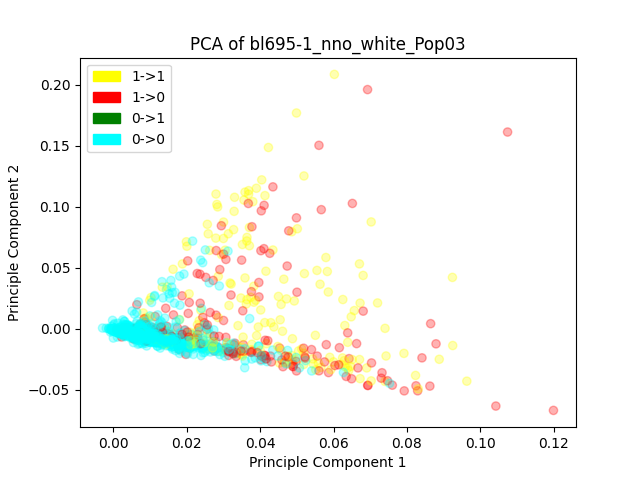 PCA of bl695-1_nno_white_Pop03
Principle Component 2
0.20
0.15
0.10
0.05
0.00
−0.05
1->1
1->0
0->1
0->0
0.00 0.02 0.04 0.06 0.08 0.10 0.12
Principle Component 1